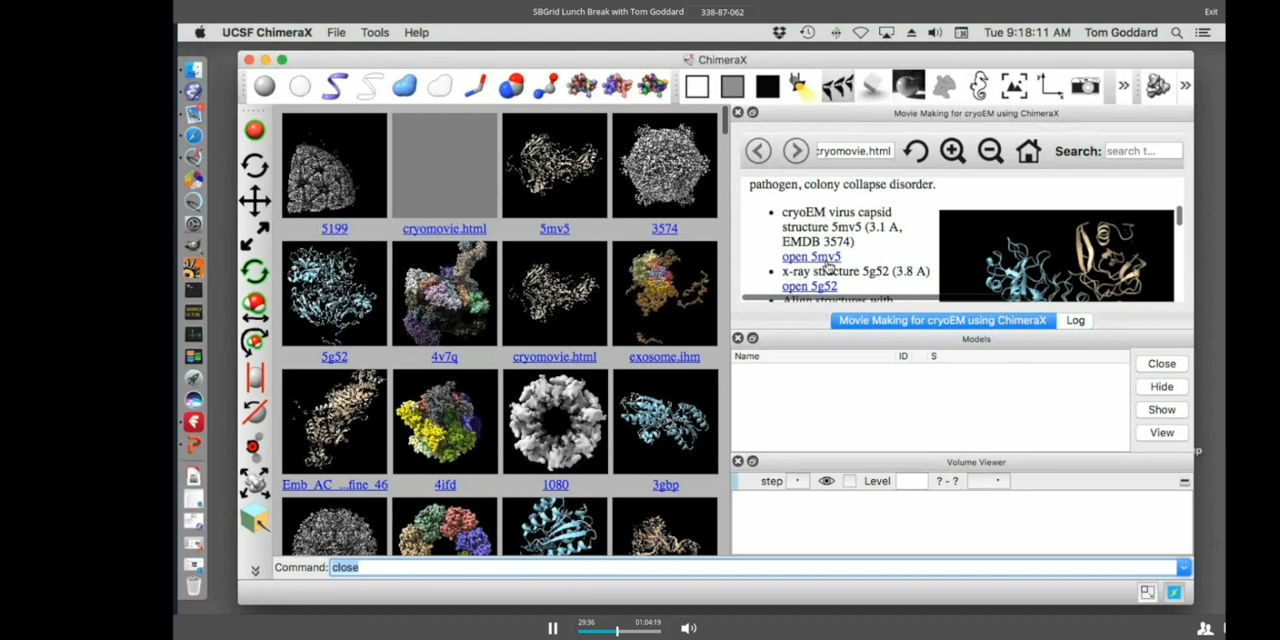 SBGrid Lunch Break with Tom Goddard 338-87-062 Exit
UCSF ChimeraX File Tools Help Tue 9:18:11 AM Tom Goddard
ChimeraX
Movie Making for cryoEM using ChimeraX
cryomovie.html Search: search t...
pathogen, colony collapse disorder.
• cryoEM virus capsid
structure 5mv5 (3.1 A,
EMDB 3574)
open 5mv5
• x-ray structure 5g52 (3.8 A)
open 5g52
• Align structures with
Movie Making for cryoEM using ChimeraX Log
5199 cryomovie.html 5mv5 3574
5g52 4v7q cryomovie.html exosome.ihm
Emb_AC_...fine_46 4ifd 1080 3gbp
Models
Name ID S
Close
Hide
Show
View
Volume Viewer
step Level ? - ?
Command: close
29:36 01:04:19